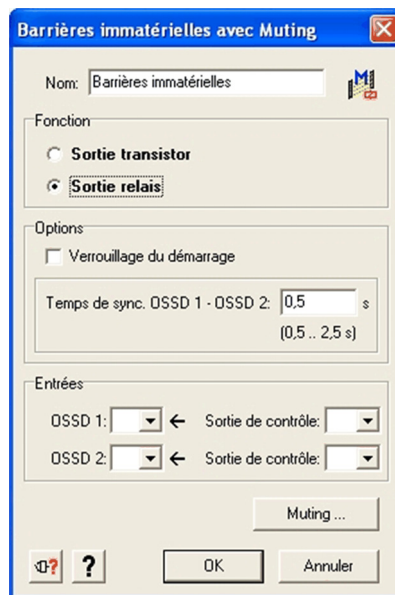 Barrières immatérielles avec Muting
Nom: Barrières immatérielles
Fonction
Sortie transistor
Sortie relais
Options
Verrouillage du démarrage
Temps de sync. OSSD 1 - OSSD 2: 0,5 s
(0,5 .. 2,5 s)
Entrées
OSSD 1: ← Sortie de contrôle:
OSSD 2: ← Sortie de contrôle:
Muting ...
? ? OK Annuler